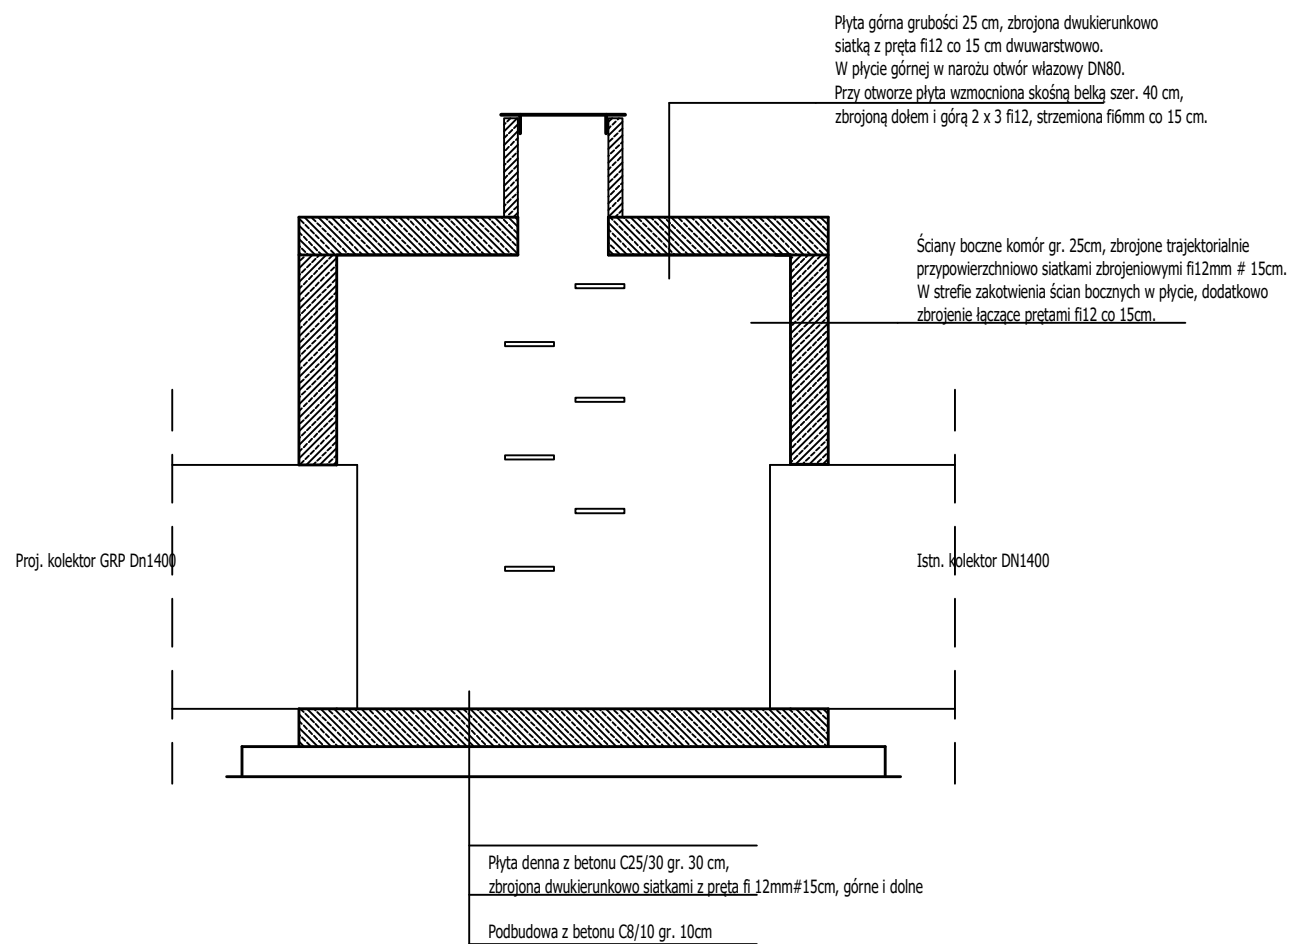 Płyta górna grubości 25 cm, zbrojona dwukierunkowo
siatką z pręta fi12 co 15 cm dwuwarstwowo.
W płycie górnej w narożu otwór włazowy DN80.
Przy otworze płyta wzmocniona skośną belką szer. 40 cm,
zbrojoną dołem i górą 2 x 3 fi12, strzemiona fi6mm co 15 cm.
Ściany boczne komór gr. 25cm, zbrojone trajektorialnie
przypowierzchniowo siatkami zbrojeniowymi fi12mm # 15cm.
W strefie zakotwienia ścian bocznych w płycie, dodatkowo
zbrojenie łączące prętami fi12 co 15cm.
Proj. kolektor GRP Dn1400
Istn. kolektor DN1400
Płyta denna z betonu C25/30 gr. 30 cm,
zbrojona dwukierunkowo siatkami z pręta fi 12mm#15cm, górne i dolne
Podbudowa z betonu C8/10 gr. 10cm